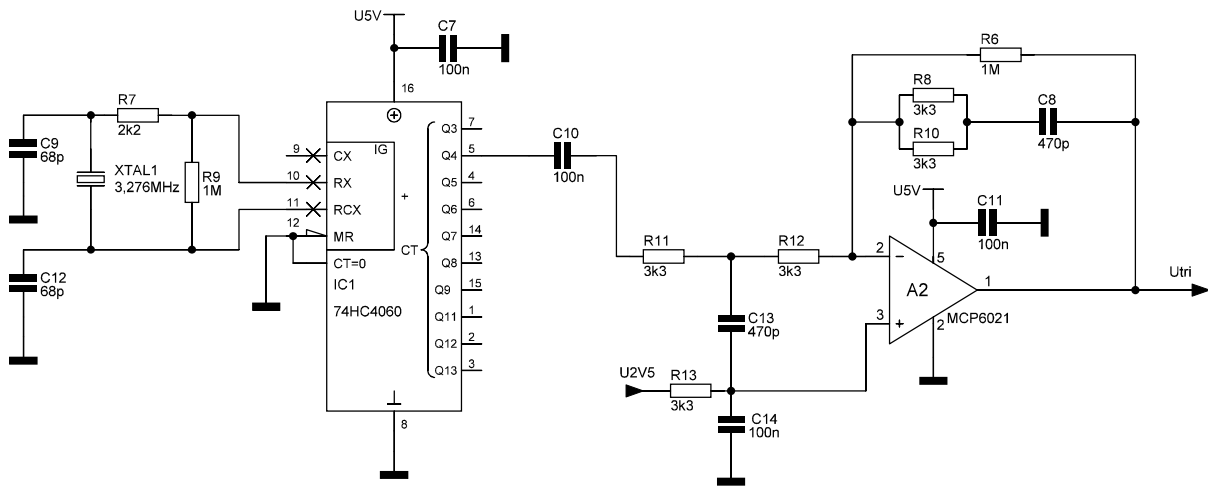 U5V
C7
100n
16
R7
2k2
C9
68p
XTAL1
3,276MHz
R9
1M
C12
68p
9
CX
IG
10
RX
11
RCX
12
MR
CT=0
IC1
74HC4060
+
CT
Q3
7
Q4
5
Q5
4
Q6
6
Q7
14
Q8
13
Q9
15
Q11
1
Q12
2
Q13
3
8
C10
100n
R11
3k3
R12
3k3
C13
470p
U2V5
R13
3k3
C14
100n
R6
1M
R8
3k3
R10
3k3
C8
470p
U5V
C11
100n
2
−
5
A2
1
3
+
2
MCP6021
Utri